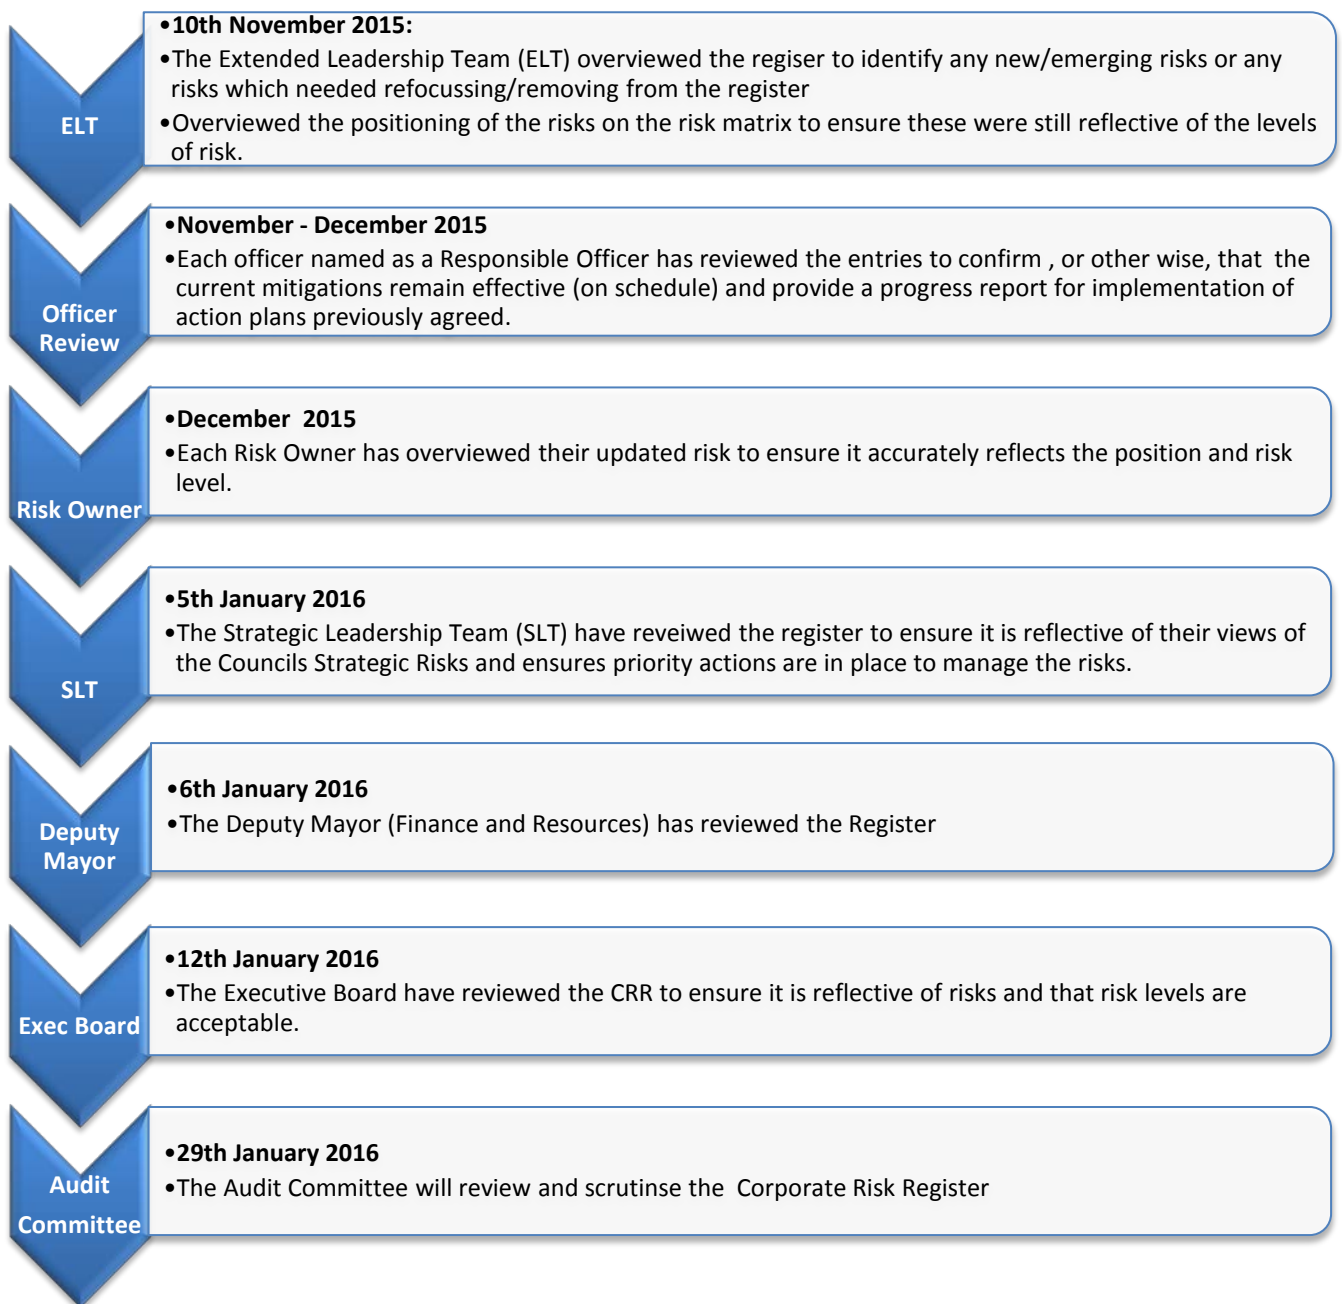 ELT
•10th November 2015:
•The Extended Leadership Team (ELT) overviewed the regiser to identify any new/emerging risks or any
risks which needed refocussing/removing from the register
•Overviewed the positioning of the risks on the risk matrix to ensure these were still reflective of the levels
of risk.
Officer
Review
•November - December 2015
•Each officer named as a Responsible Officer has reviewed the entries to confirm , or other wise, that the
current mitigations remain effective (on schedule) and provide a progress report for implementation of
action plans previously agreed.
Risk Owner
•December 2015
•Each Risk Owner has overviewed their updated risk to ensure it accurately reflects the position and risk
level.
SLT
•5th January 2016
•The Strategic Leadership Team (SLT) have reveiwed the register to ensure it is reflective of their views of
the Councils Strategic Risks and ensures priority actions are in place to manage the risks.
Deputy
Mayor
•6th January 2016
•The Deputy Mayor (Finance and Resources) has reviewed the Register
Exec Board
•12th January 2016
•The Executive Board have reviewed the CRR to ensure it is reflective of risks and that risk levels are
acceptable.
Audit
Committee
•29th January 2016
•The Audit Committee will review and scrutinse the Corporate Risk Register